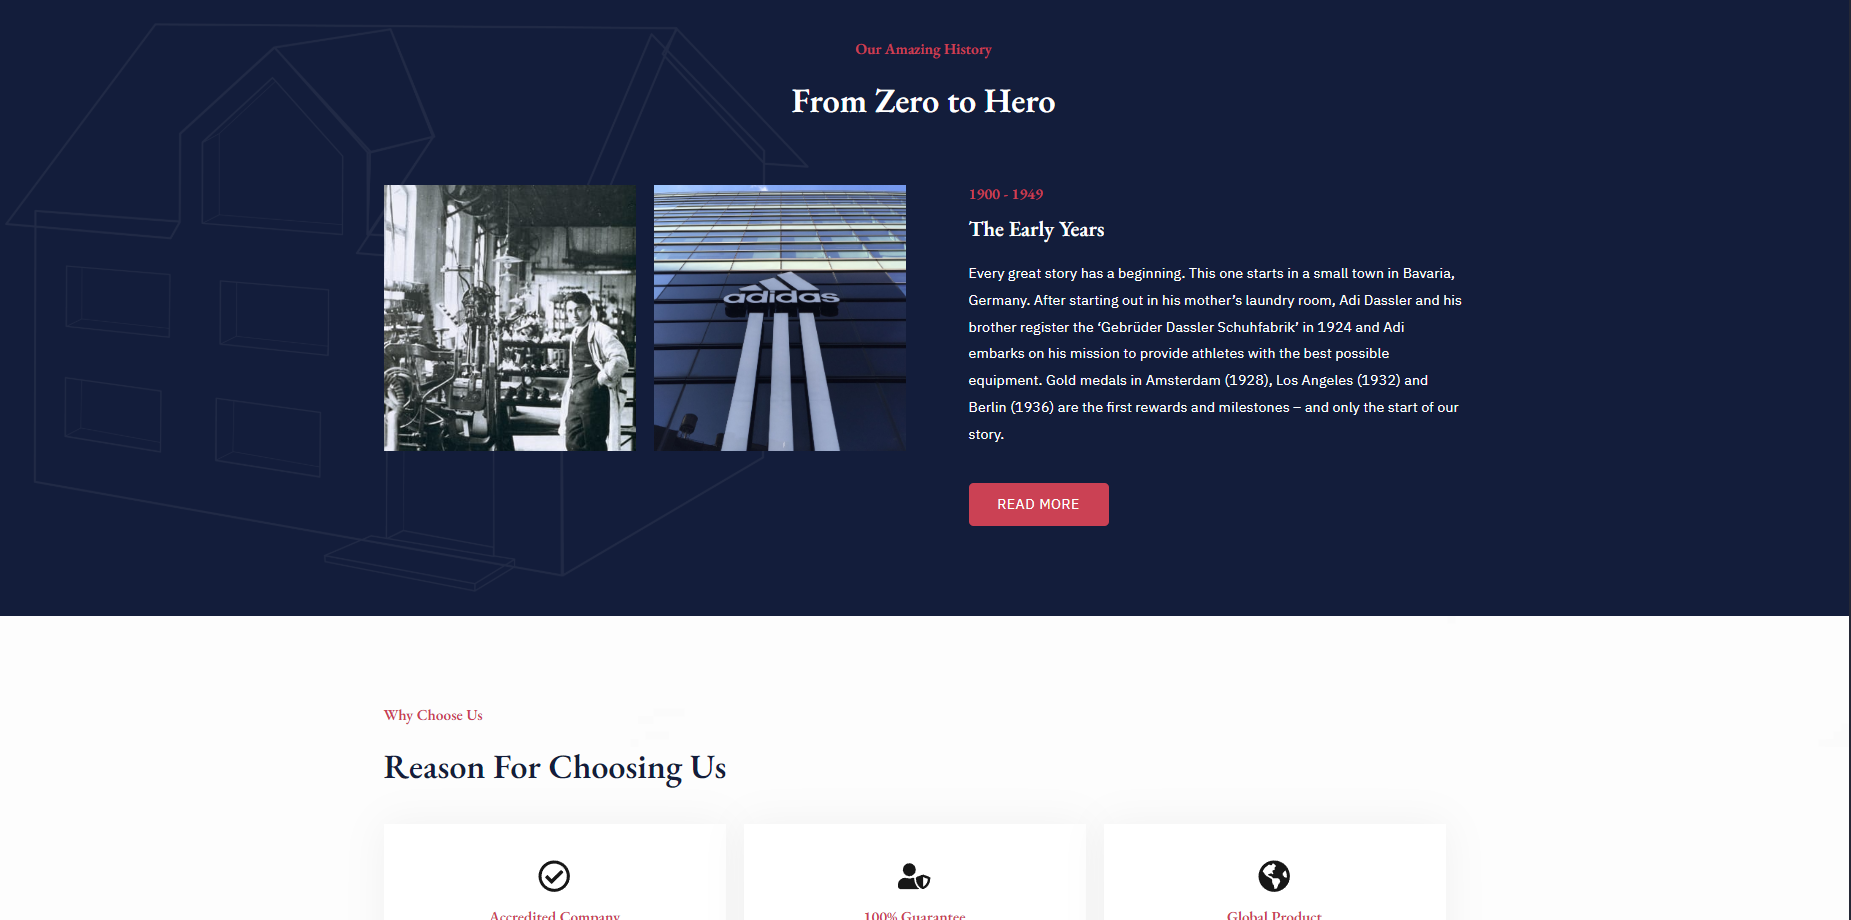 Our Amazing History
From Zero to Hero
adidas
1900 - 1949
The Early Years
Every great story has a beginning. This one starts in a small town in Bavaria,
Germany. After starting out in his mother’s laundry room, Adi Dassler and his
brother register the ‘Gebrüder Dassler Schuhfabrik’ in 1924 and Adi
embarks on his mission to provide athletes with the best possible
equipment. Gold medals in Amsterdam (1928), Los Angeles (1932) and
Berlin (1936) are the first rewards and milestones – and only the start of our
story.
READ MORE
Why Choose Us
Reason For Choosing Us
Accredited Company
100% Guarantee
Global Product